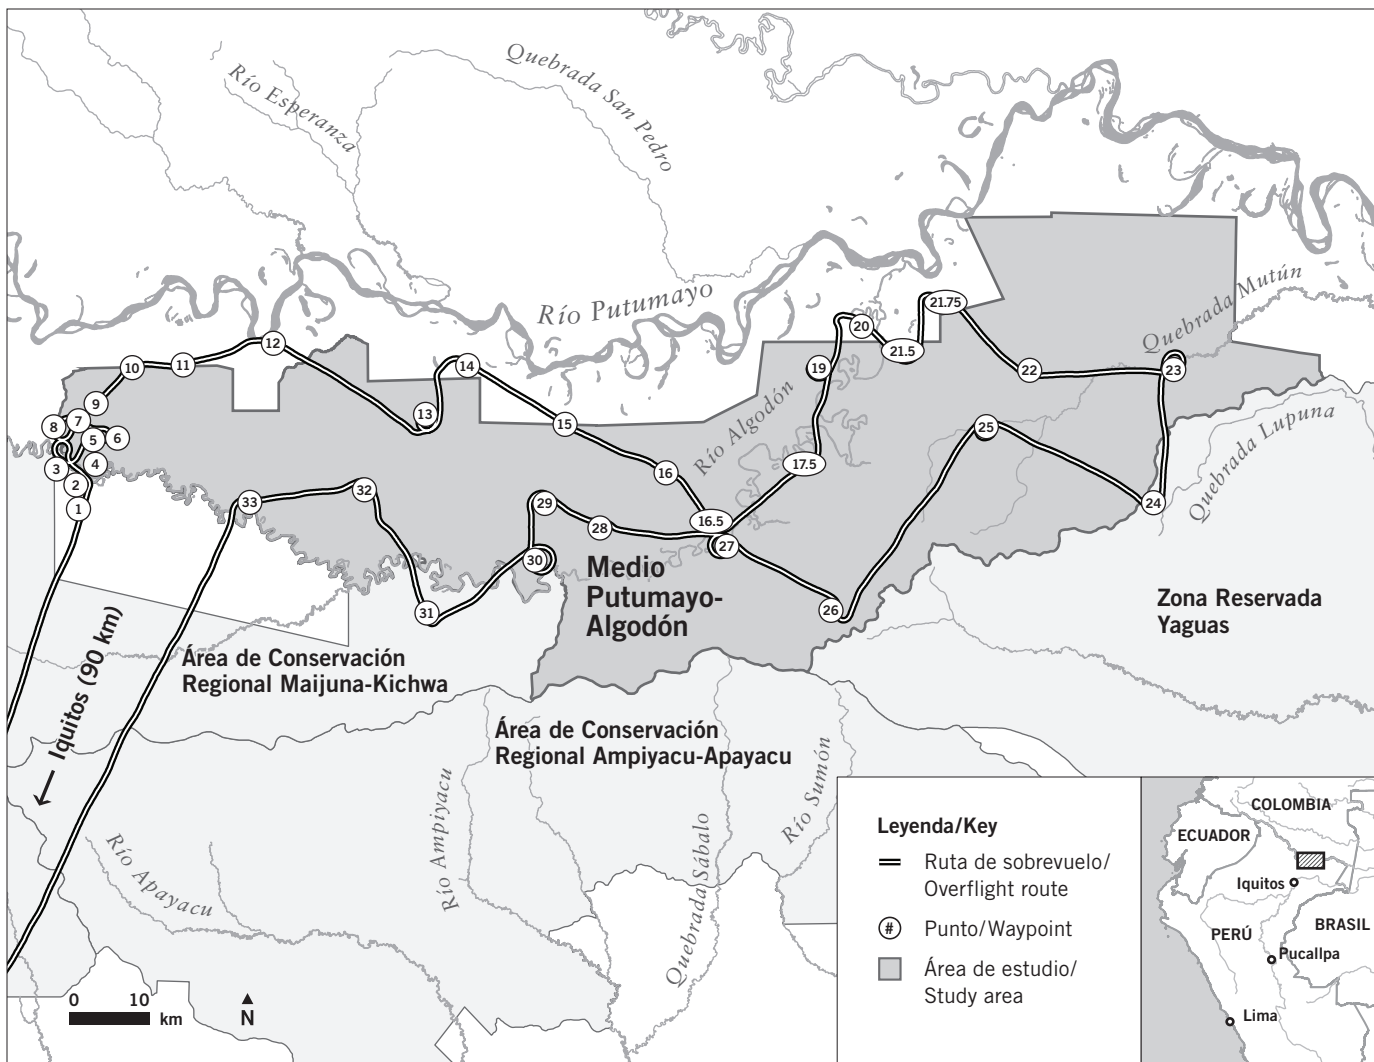 Río Esperanza
Quebrada San Pedro
Río Putumayo
Quebrada Mutún
Río Algodón
Quebrada Lupuna
1
2
3
4
5
6
7
8
9
10
11
12
13
14
15
16
16.5
17.5
19
20
21.5
21.75
22
23
24
25
26
27
28
29
30
31
32
33
Medio
Putumayo-
Algodón
Zona Reservada
Yaguas
Área de Conservación
Regional Maijuna-Kichwa
Área de Conservación
Regional Ampiyacu-Apayacu
Iquitos (90 km)
Río Apayacu
Río Ampiyacu
Quebrada Sábalo
Río Sumón
0 10
km
N
Leyenda/Key
Ruta de sobrevuelo/
Overflight route
# Punto/Waypoint
Área de estudio/
Study area
COLOMBIA
ECUADOR
Iquitos
BRASIL
PERÚ
Pucallpa
Lima